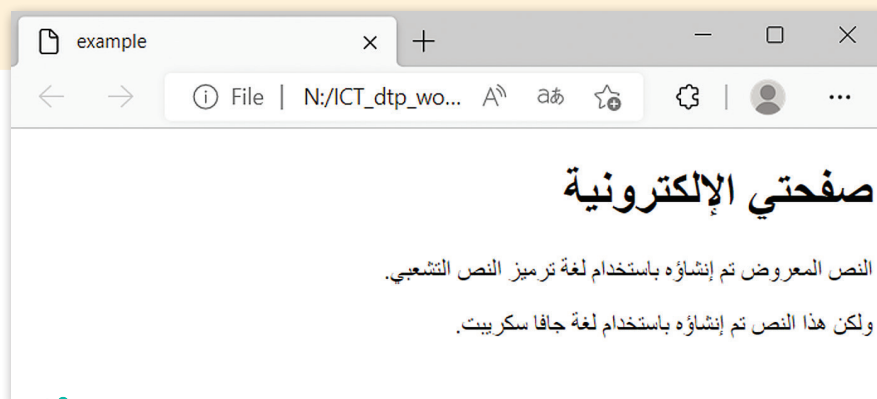 example
File | N:/ICT_dtp_wo...
صفحتي الإلكترونية
النص المعروض تم إنشاؤه باستخدام لغة ترميز النص التشعبي.
ولكن هذا النص تم إنشاؤه باستخدام لغة جافا سكريبت.